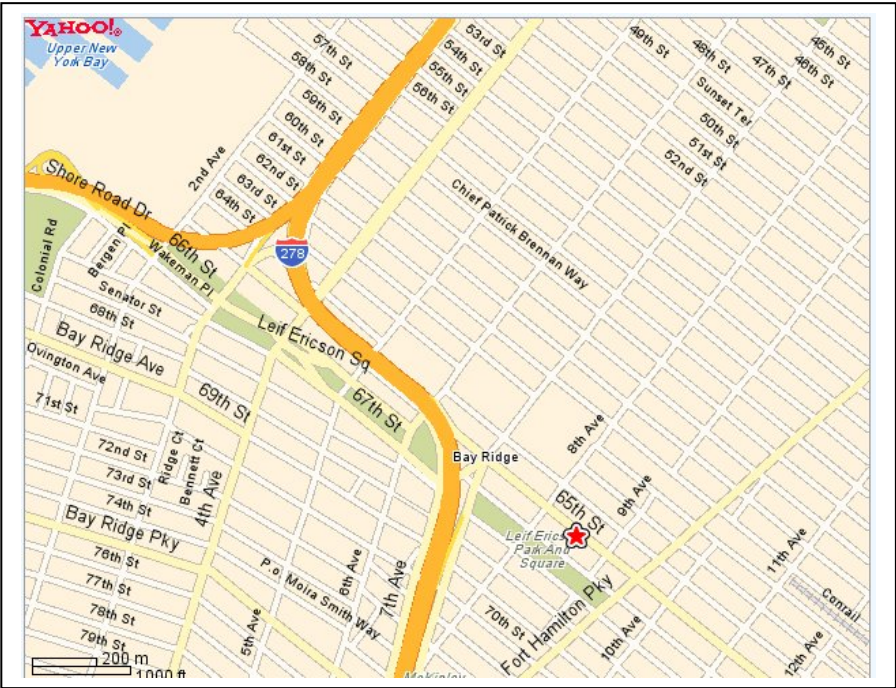 YAHOO!
Upper New
York Bay
57th St
58th St
59th St
60th St
61st St
62nd St
63rd St
64th St
53rd St
54th St
55th St
56th St
49th St
48th St
47th St
45th St
46th St
Sunset Ter
50th St
51st St
52nd St
2nd Ave
Shore Road Dr
66th St
Wakeman Pl
Bergen Pl
Colonial Rd
278
Chief Patrick Brennan Way
Senator St
68th St
Leif Ericson Sq
Bay Ridge Ave
Ovington Ave
69th St
67th St
71st St
72nd St
73rd St
74th St
Ridge Ct
Bennett Ct
4th Ave
Bay Ridge
8th Ave
65th St
9th Ave
Leif Erics
Park And
Square
Bay Ridge Pky
76th St
77th St
78th St
79th St
P.o. Moira Smith Way
5th Ave
6th Ave
7th Ave
70th St
Fort Hamilton Pky
10th Ave
11th Ave
12th Ave
Conrail
200 m
1000 ft
McKinley